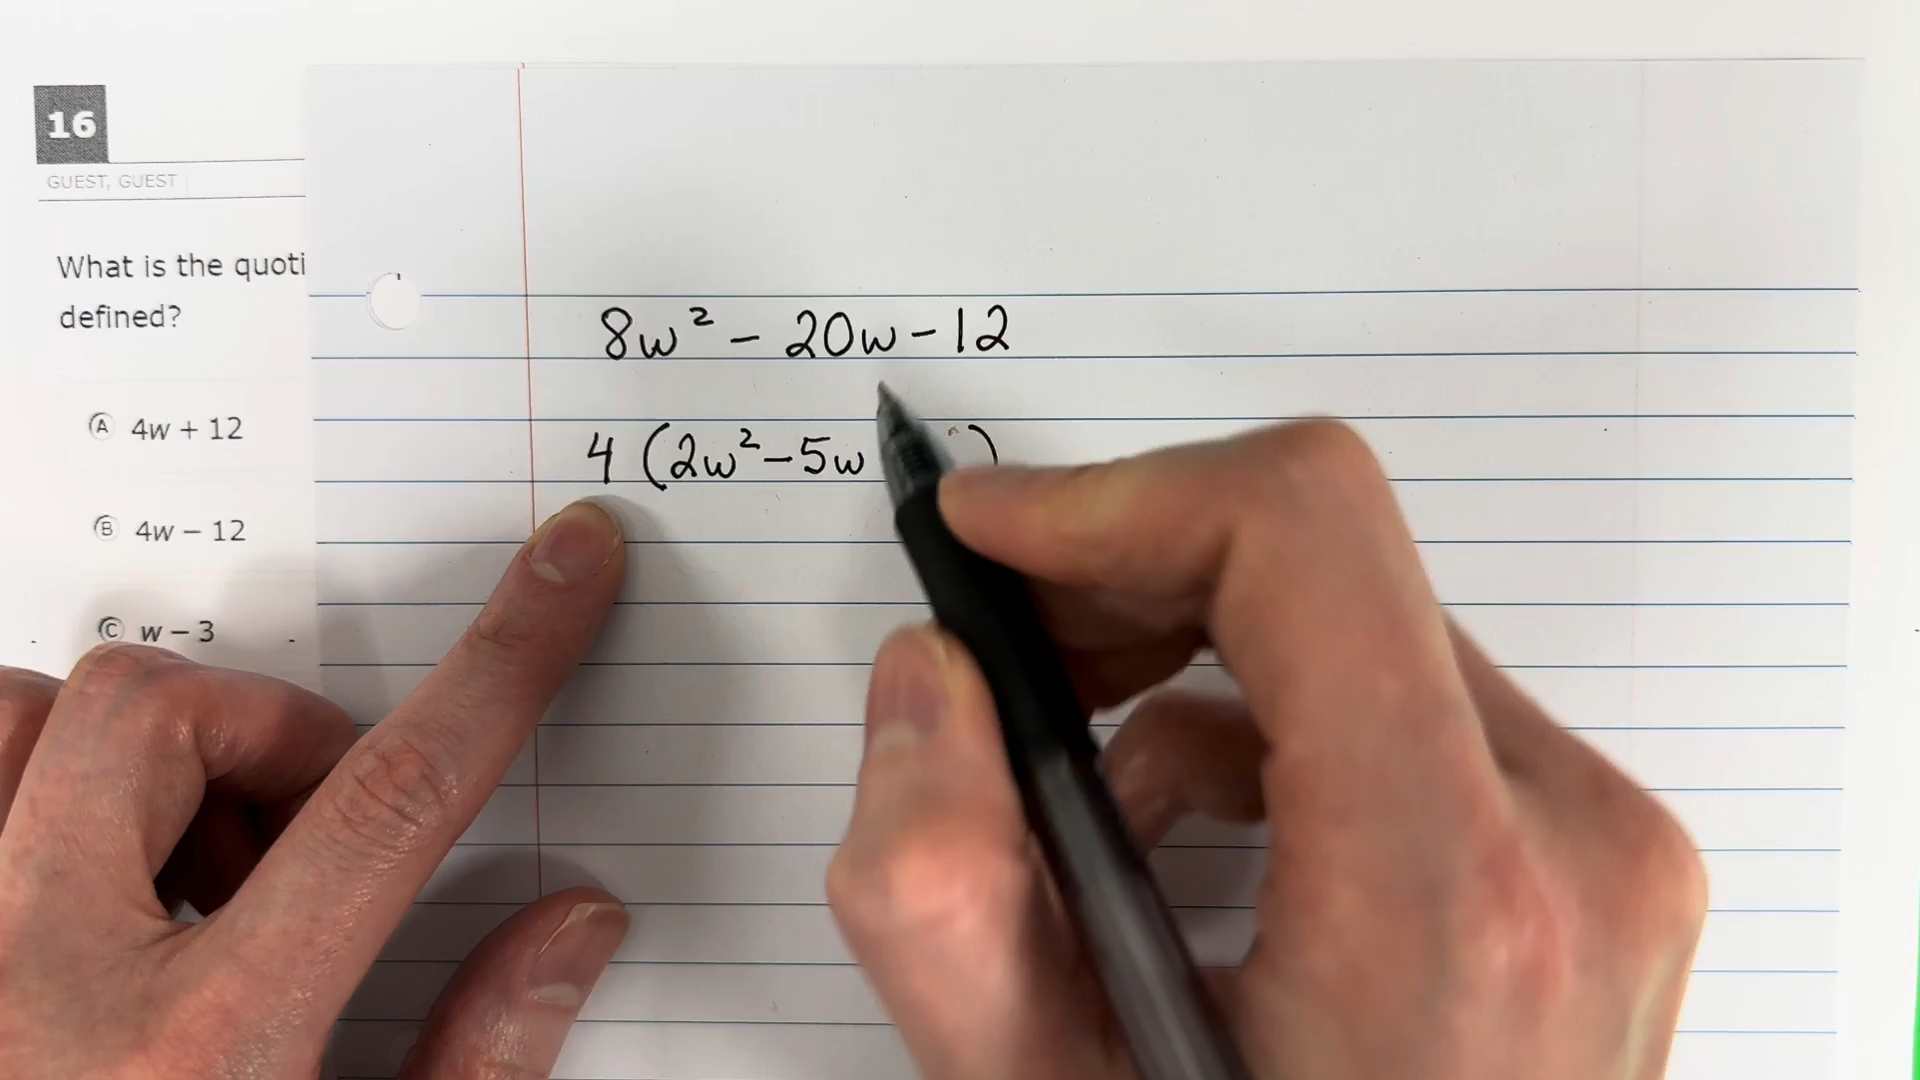 16
GUEST, GUEST
What is the quoti
defined?
A 4w + 12
B 4w − 12
C w − 3
8w² − 20w − 12
4 (2w² − 5w )